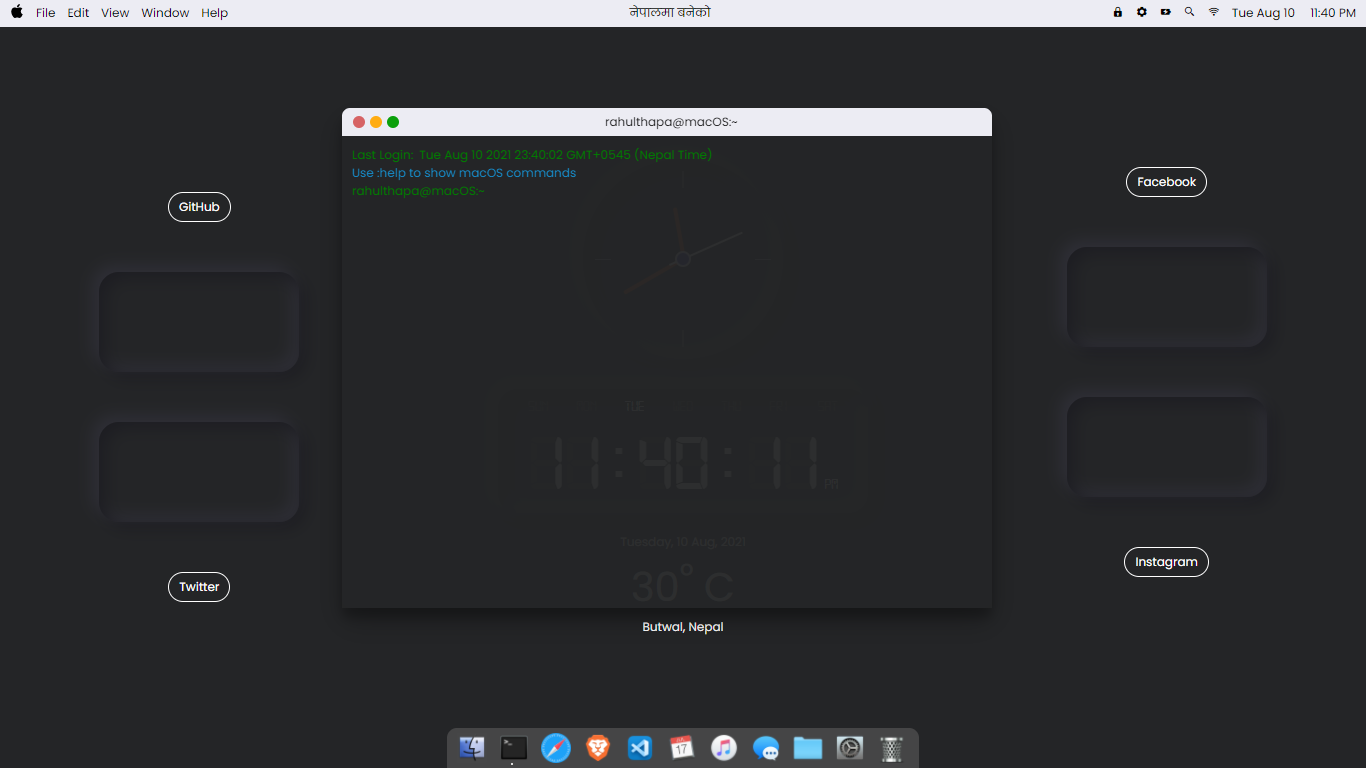 File Edit View Window Help
नेपालमा बनेको
Tue Aug 10 11:40 PM
rahulthapa@macOS:~
Last Login: Tue Aug 10 2021 23:40:02 GMT+0545 (Nepal Time)
Use :help to show macOS commands
rahulthapa@macOS:~
GitHub
Twitter
TUE
11:40:11
Tuesday, 10 Aug, 2021
30° C
Butwal, Nepal
Facebook
Instagram
17